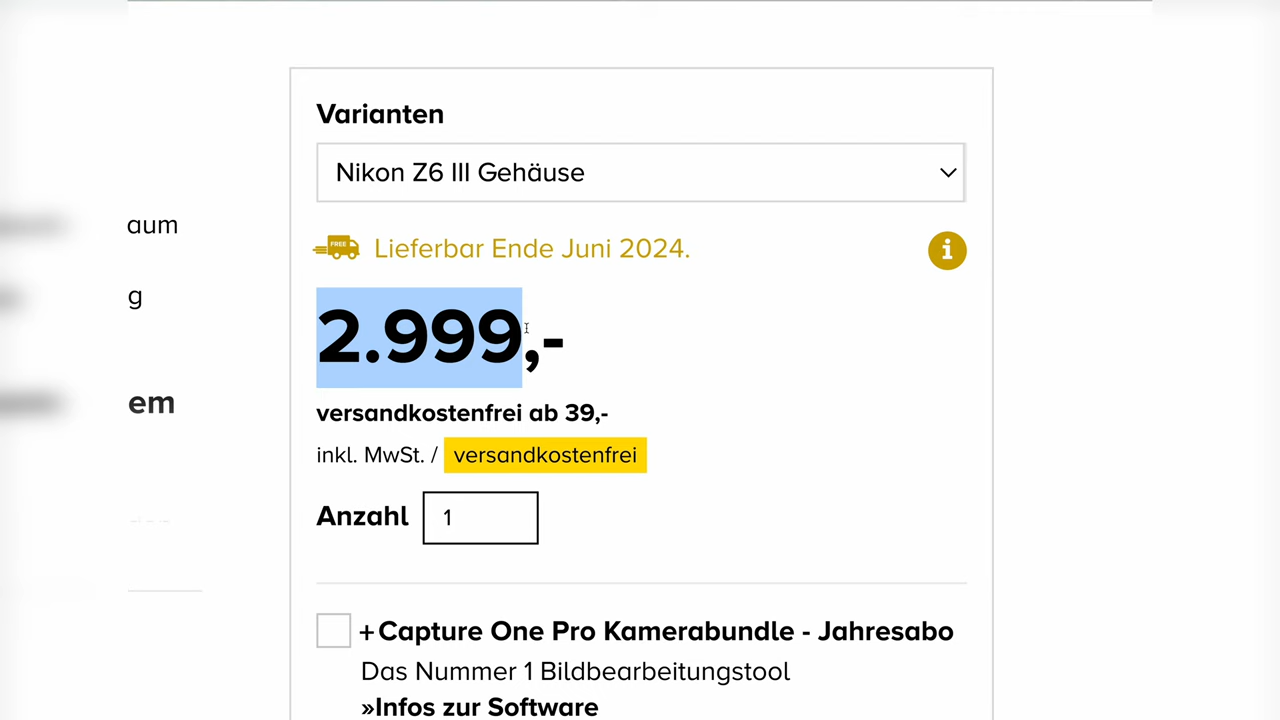 Varianten
Nikon Z6 III Gehäuse
aum
FREE Lieferbar Ende Juni 2024. i
g
2.999,-
em
versandkostenfrei ab 39,-
inkl. MwSt. / versandkostenfrei
Anzahl 1
+Capture One Pro Kamerabundle - Jahresabo
Das Nummer 1 Bildbearbeitungstool
»Infos zur Software